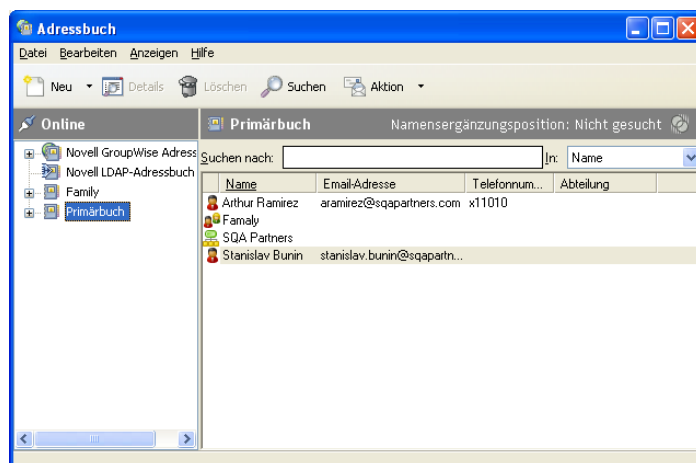 Adressbuch
Datei Bearbeiten Anzeigen Hilfe
Neu Details Löschen Suchen Aktion
Online
Primärbuch Namensergänzungsposition: Nicht gesucht
Novell GroupWise Adress
Novell LDAP-Adressbuch
Family
Primärbuch
Suchen nach: In: Name
Name Email-Adresse Telefonnum... Abteilung
Arthur Ramirez aramirez@sqapartners.com x11010
Famaly
SQA Partners
Stanislav Bunin stanislav.bunin@sqapartn...